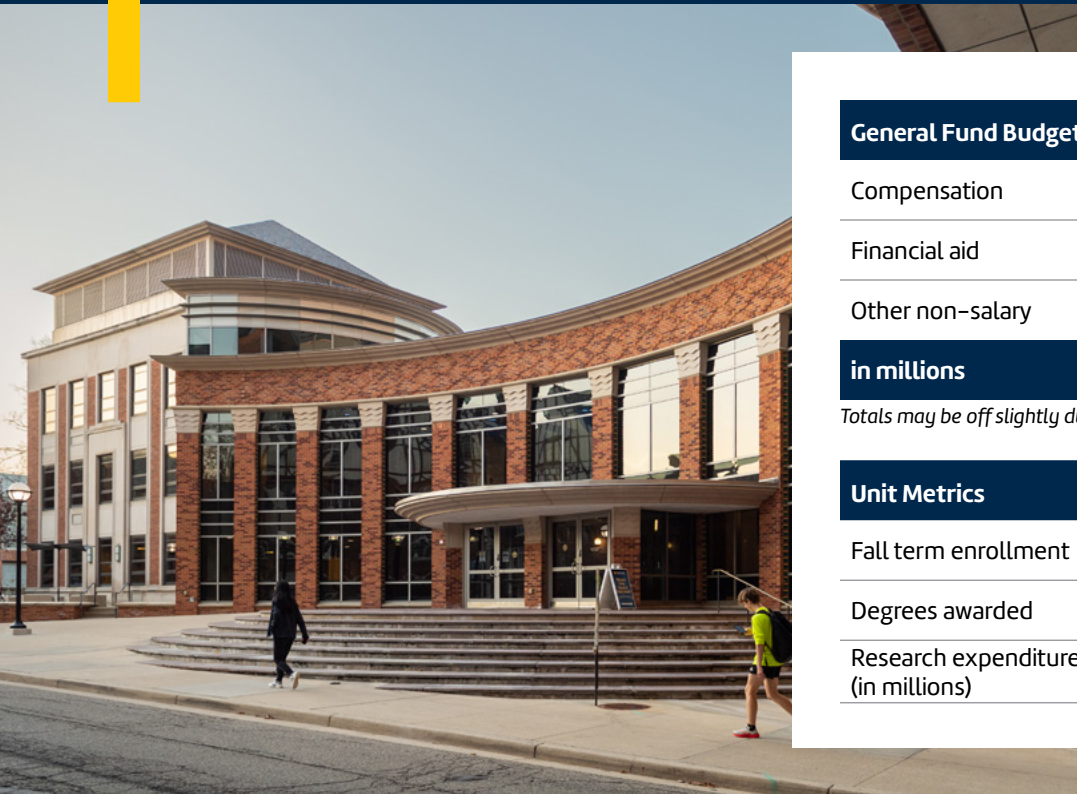 General Fund Budget
Compensation
Financial aid
Other non-salary
in millions
Totals may be off slightly
Unit Metrics
Fall term enrollment
Degrees awarded
Research expenditure
(in millions)